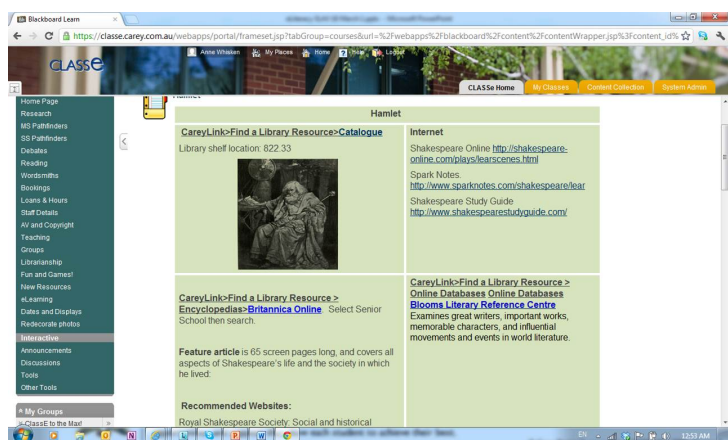 Blackboard Learn
https://classe.carey.com.au/webapps/portal/frameset.jsp?tabGroup=courses&url=%2Fwebapps%2Fblackboard%2Fcontent%2FcontentWrapper.jsp%3Fcontent_id%
CLASSe
Anne Whisken My Places Home Help Logout
CLASSe Home My Classes Content Collection System Admin
Home Page
Research
MS Pathfinders
SS Pathfinders
Debates
Reading
Wordsmiths
Bookings
Loans & Hours
Staff Details
AV and Copyright
Teaching
Groups
Librarianship
Fun and Games!
New Resources
eLearning
Dates and Displays
Redecorate photos
Interactive
Announcements
Discussions
Tools
Other Tools
My Groups
ClassE to the Max!
Hamlet
Hamlet
CareyLink>Find a Library Resource>Catalogue
Library shelf location: 822.33
Internet
Shakespeare Online http://shakespeare-
online.com/plays/learscenes.html
Spark Notes.
http://www.sparknotes.com/shakespeare/lear
Shakespeare Study Guide
http://www.shakespearestudyguide.com/
CareyLink>Find a Library Resource >
Encyclopedias>Britannica Online. Select Senior
School then search.
Feature article is 65 screen pages long, and covers all
aspects of Shakespeare's life and the society in which
he lived:
Recommended Websites:
Royal Shakespeare Society: Social and historical
CareyLink>Find a Library Resource >
Online Databases Online Databases
Blooms Literary Reference Centre
Examines great writers, important works,
memorable characters, and influential
movements and events in world literature.
each student to achieve their best.
EN
12:53 AM